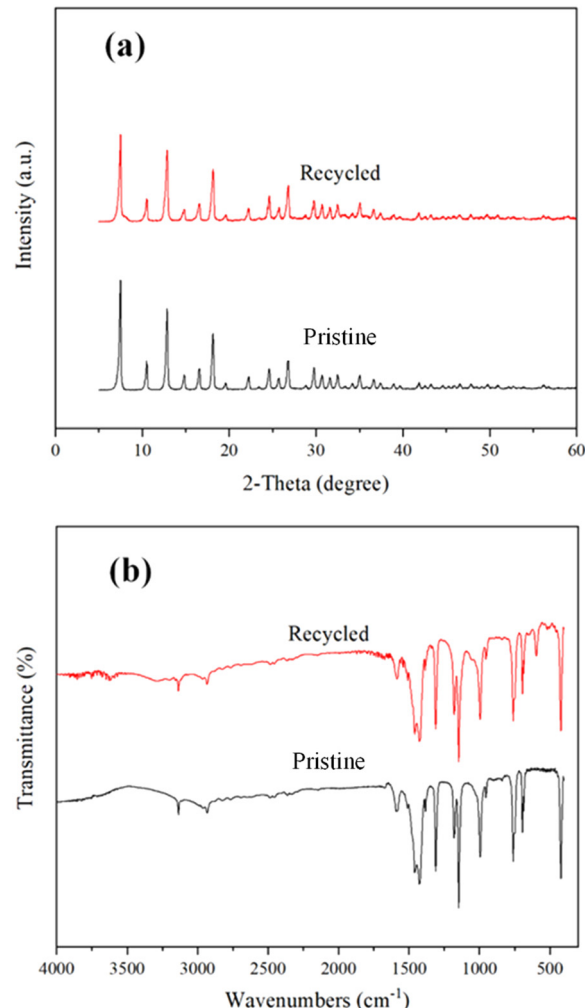 (a)
Recycled
Pristine
Intensity (a.u.)
0 10 20 30 40 50 60
2-Theta (degree)
(b)
Recycled
Pristine
Transmittance (%)
4000 3500 3000 2500 2000 1500 1000 500
Wavenumbers (cm⁻¹)